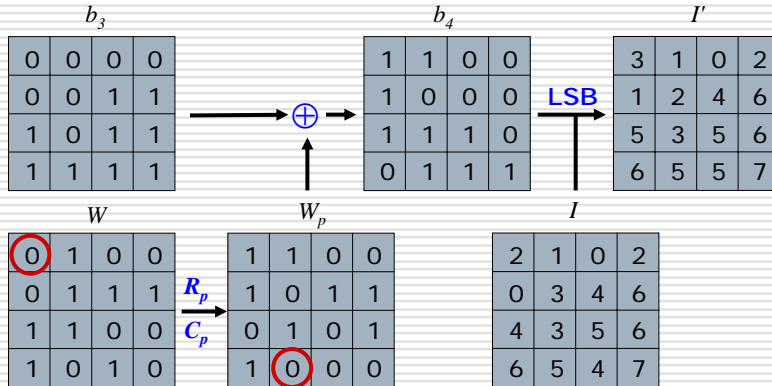 b3 b4 I'
0 0 0 0 1 1 0 0 3 1 0 2
0 0 1 1 1 0 0 0 LSB 1 2 4 6
1 0 1 1 ⊕ 1 1 1 0 5 3 5 6
1 1 1 1 0 1 1 1 6 5 5 7
W Wp I
0 1 0 0 1 1 0 0 2 1 0 2
0 1 1 1 Rp 1 0 1 1 0 3 4 6
1 1 0 0 Cp 0 1 0 1 4 3 5 6
1 0 1 0 1 0 0 0 6 5 4 7